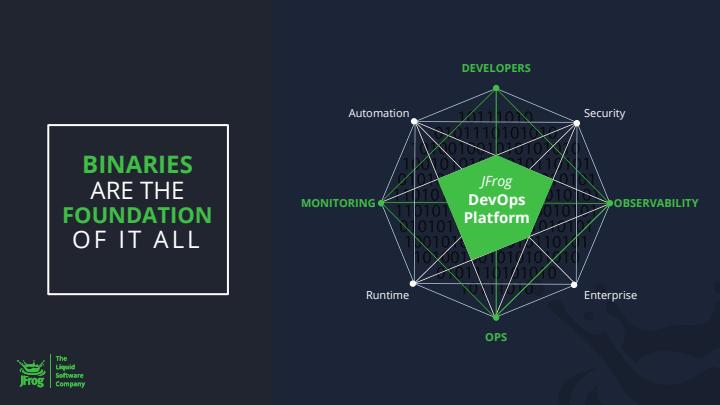 BINARIES
ARE THE
FOUNDATION
OF IT ALL
DEVELOPERS
Automation
Security
JFrog
DevOps
Platform
MONITORING
OBSERVABILITY
Runtime
Enterprise
OPS
JFrog
The
Liquid
Software
Company